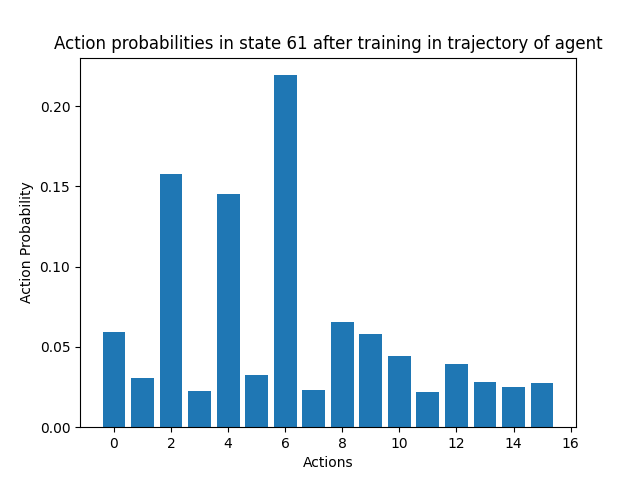 Action probabilities in state 61 after training in trajectory of agent
0.20
0.15
0.10
0.05
0.00
Action Probability
0 2 4 6 8 10 12 14 16
Actions